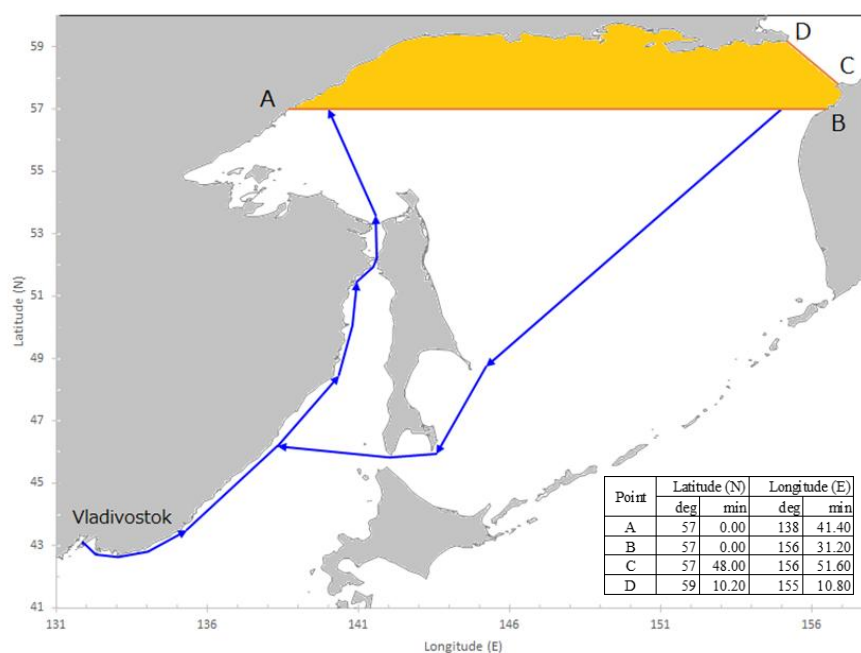 59
57
55
53
51
49
47
45
43
41
Latitude (N)
131
136
141
146
151
156
Longitude (E)
A
B
C
D
Vladivostok
Point Latitude (N) Longitude (E)
deg min deg min
A 57 0.00 138 41.40
B 57 0.00 156 31.20
C 57 48.00 156 51.60
D 59 10.20 155 10.80